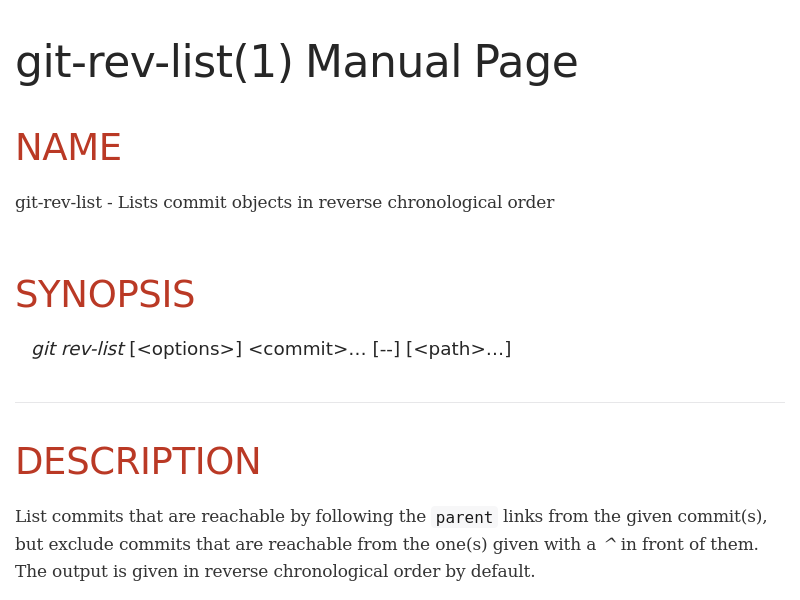 git-rev-list(1) Manual Page
NAME
git-rev-list - Lists commit objects in reverse chronological order
SYNOPSIS
git rev-list [<options>] <commit>… [--] [<path>…]
DESCRIPTION
List commits that are reachable by following the parent links from the given commit(s),
but exclude commits that are reachable from the one(s) given with a ^ in front of them.
The output is given in reverse chronological order by default.